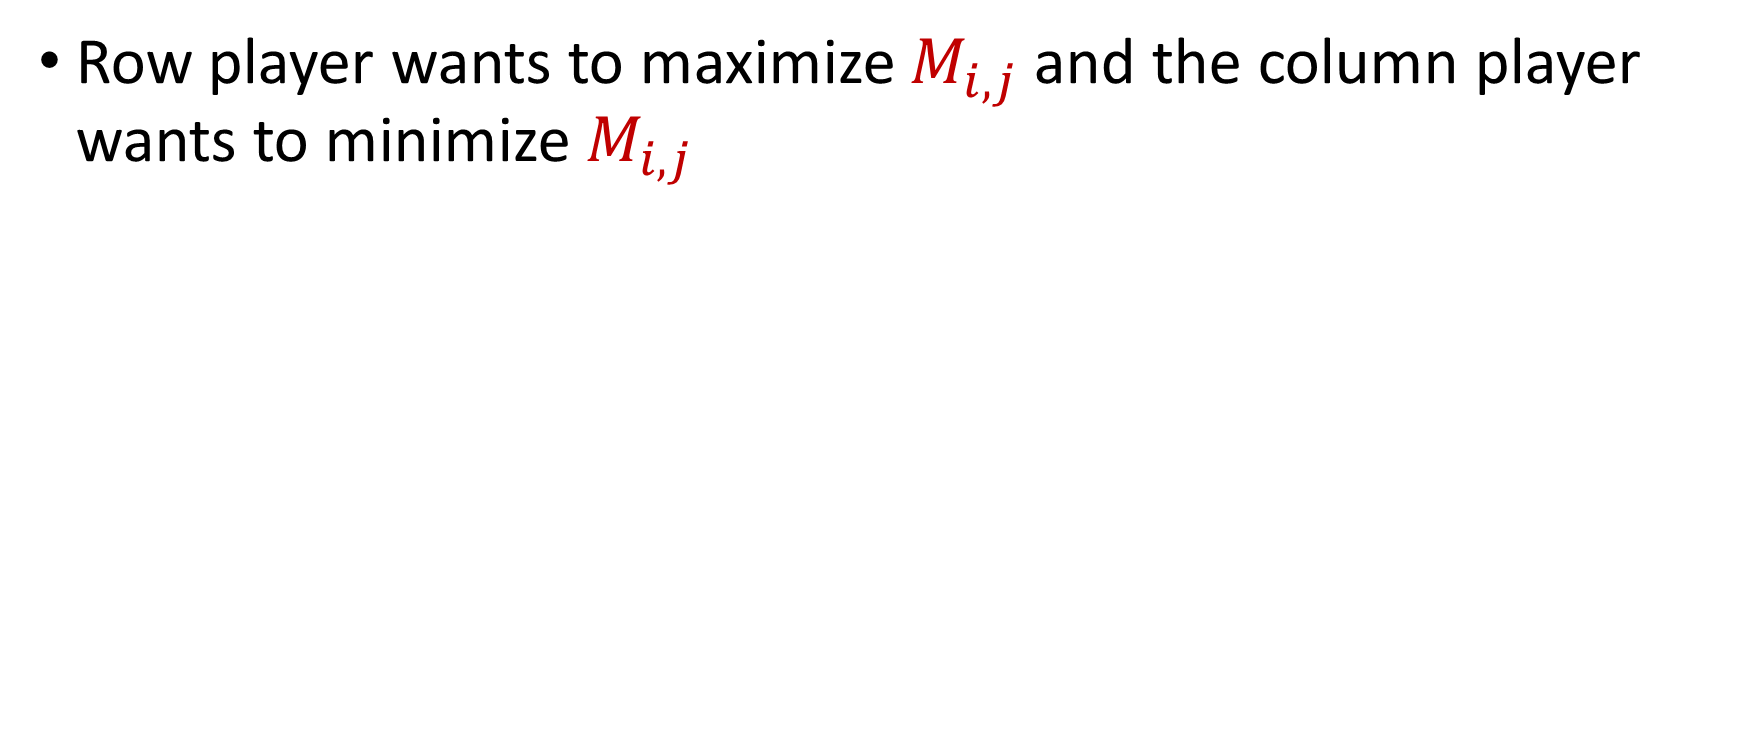 • Row player wants to maximize $M_{i,j}$ and the column player
wants to minimize $M_{i,j}$